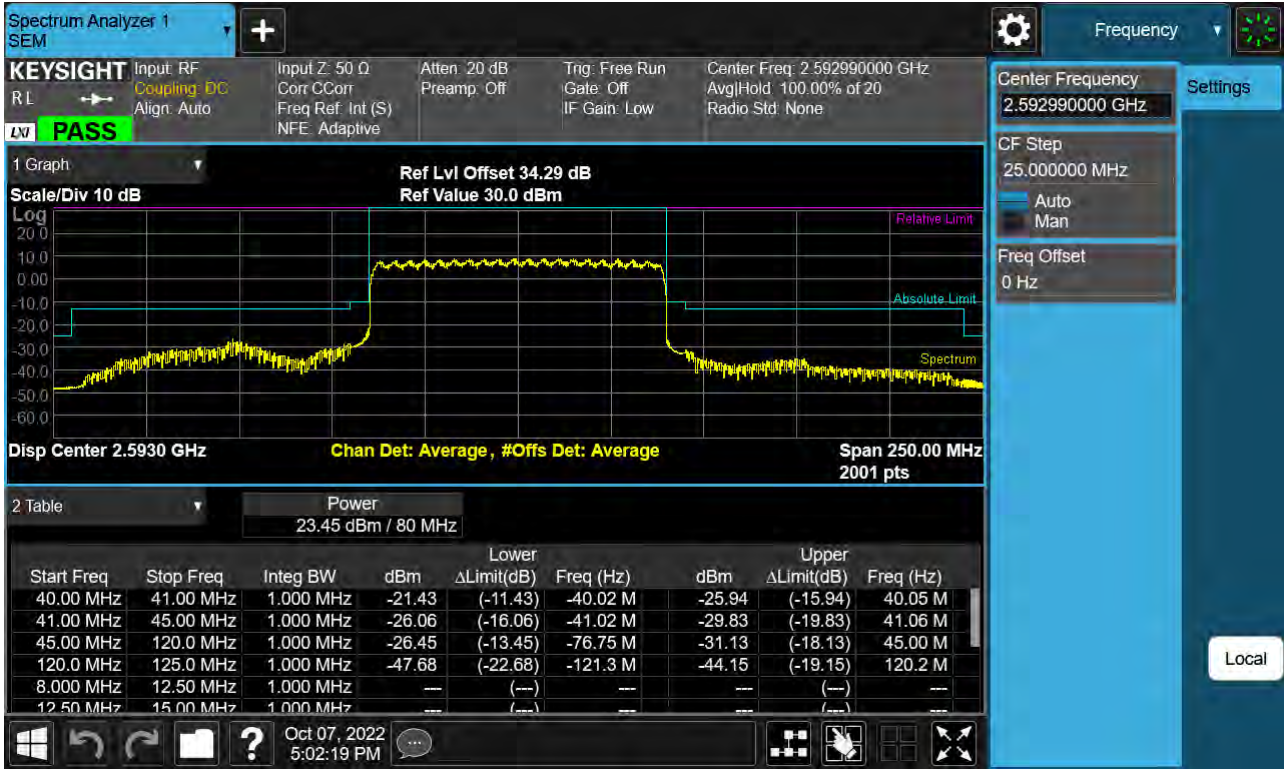 Spectrum Analyzer 1
SEM
Frequency
KEYSIGHT
R L
LXI
PASS
Input: RF
Coupling: DC
Align: Auto
Input Z: 50 Ω
Corr CCorr
Freq Ref: Int (S)
NFE: Adaptive
Atten: 20 dB
Preamp: Off
Trig: Free Run
Gate: Off
IF Gain: Low
Center Freq: 2.592990000 GHz
Avg|Hold: 100.00% of 20
Radio Std: None
Center Frequency
2.592990000 GHz
Settings
CF Step
25.000000 MHz
Auto
Man
Freq Offset
0 Hz
Local
1 Graph
Scale/Div 10 dB
Ref Lvl Offset 34.29 dB
Ref Value 30.0 dBm
Log
20.0
10.0
0.00
-10.0
-20.0
-30.0
-40.0
-50.0
-60.0
Relative Limit
Absolute Limit
Spectrum
Disp Center 2.5930 GHz
Chan Det: Average , #Offs Det: Average
Span 250.00 MHz
2001 pts
2 Table
Power
23.45 dBm / 80 MHz
Lower Upper
Start Freq Stop Freq Integ BW dBm ΔLimit(dB) Freq (Hz) dBm ΔLimit(dB) Freq (Hz)
40.00 MHz 41.00 MHz 1.000 MHz -21.43 (-11.43) -40.02 M -25.94 (-15.94) 40.05 M
41.00 MHz 45.00 MHz 1.000 MHz -26.06 (-16.06) -41.02 M -29.83 (-19.83) 41.06 M
45.00 MHz 120.0 MHz 1.000 MHz -26.45 (-13.45) -76.75 M -31.13 (-18.13) 45.00 M
120.0 MHz 125.0 MHz 1.000 MHz -47.68 (-22.68) -121.3 M -44.15 (-19.15) 120.2 M
8.000 MHz 12.50 MHz 1.000 MHz --- (---) --- --- (---) ---
12.50 MHz 15.00 MHz 1.000 MHz --- (---) --- --- (---) ---
Oct 07, 2022
5:02:19 PM